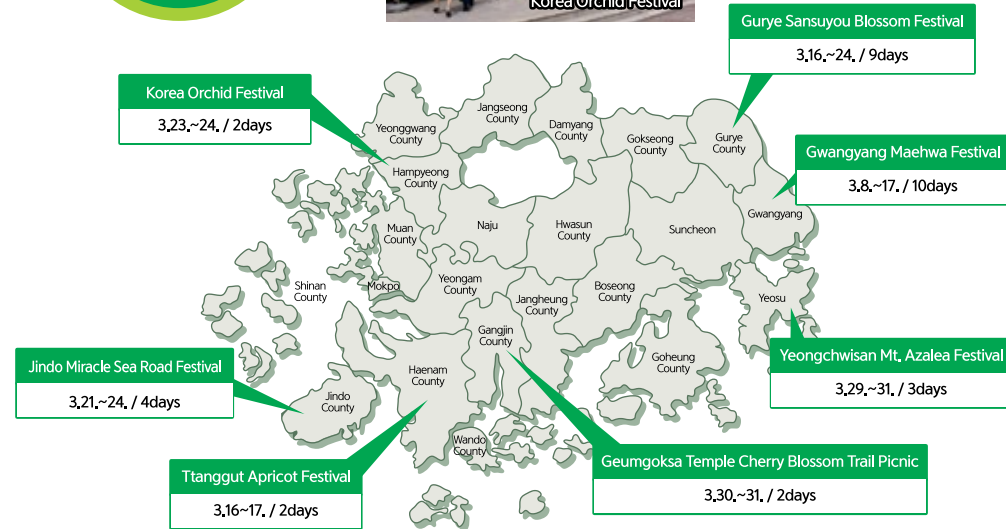 Korea Orchid Festival
Gurye Sansuyou Blossom Festival
3.16.~24. / 9days
Korea Orchid Festival
3.23.~24. / 2days
Gwangyang Maehwa Festival
3.8.~17. / 10days
Yeonggwang
County
Jangseong
County
Damyang
County
Gokseong
County
Gurye
County
Hampyeong
County
Muan
County
Naju
Hwasun
County
Suncheon
Gwangyang
Shinan
County
Mokpo
Yeongam
County
Jangheung
County
Boseong
County
Yeosu
Gangjin
County
Goheung
County
Haenam
County
Jindo
County
Wando
County
Jindo Miracle Sea Road Festival
3.21.~24. / 4days
Yeongchwisan Mt. Azalea Festival
3.29.~31. / 3days
Ttanggut Apricot Festival
3.16~17. / 2days
Geumgoksa Temple Cherry Blossom Trail Picnic
3.30.~31. / 2days